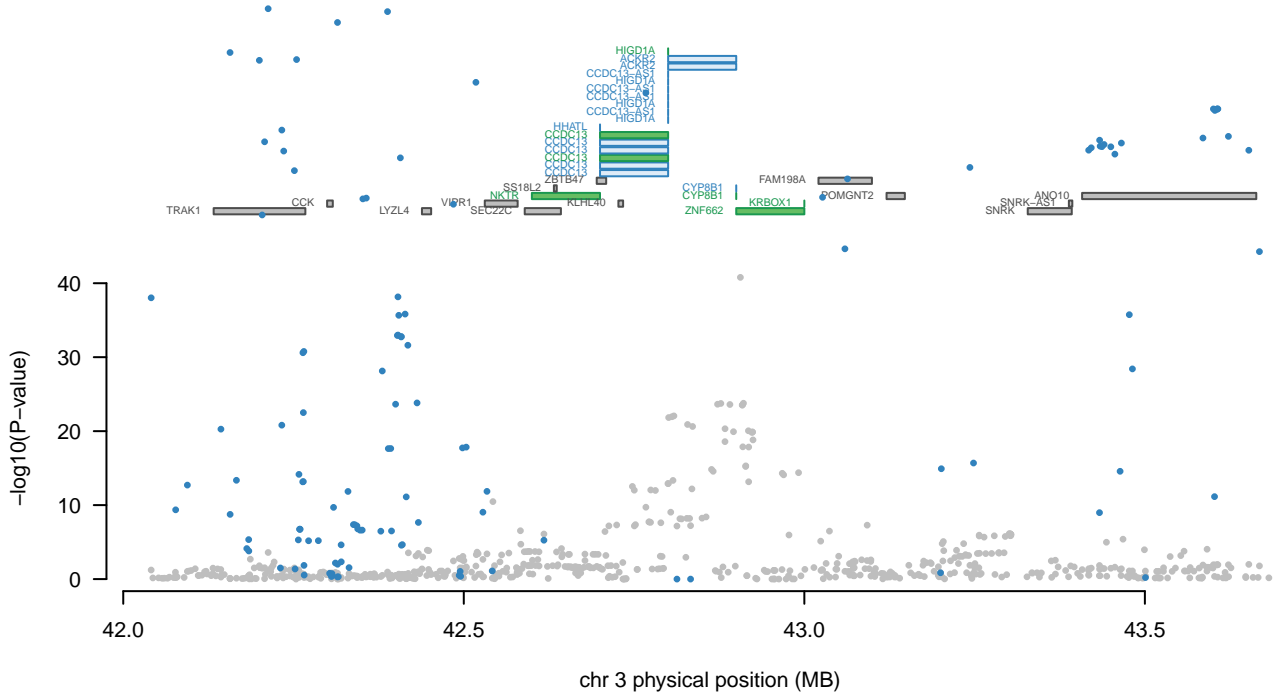 HIGD1A
ACKR2
ACKR2
CCDC13−AS1
HIGD1A
CCDC13−AS1
CCDC13−AS1
HIGD1A
CCDC13−AS1
HIGD1A
HHATL
CCDC13
CCDC13
CCDC13
CCDC13
CCDC13
CCDC13
ZBTB47 FAM198A
SS18L2 CYP8B1
NKTR CYP8B1 POMGNT2 ANO10
CCK VIPR1 KLHL40 KRBOX1 SNRK−AS1
TRAK1 LYZL4 SEC22C ZNF662 SNRK
40
30
20
10
0
−log10(P−value)
42.0 42.5 43.0 43.5
chr 3 physical position (MB)